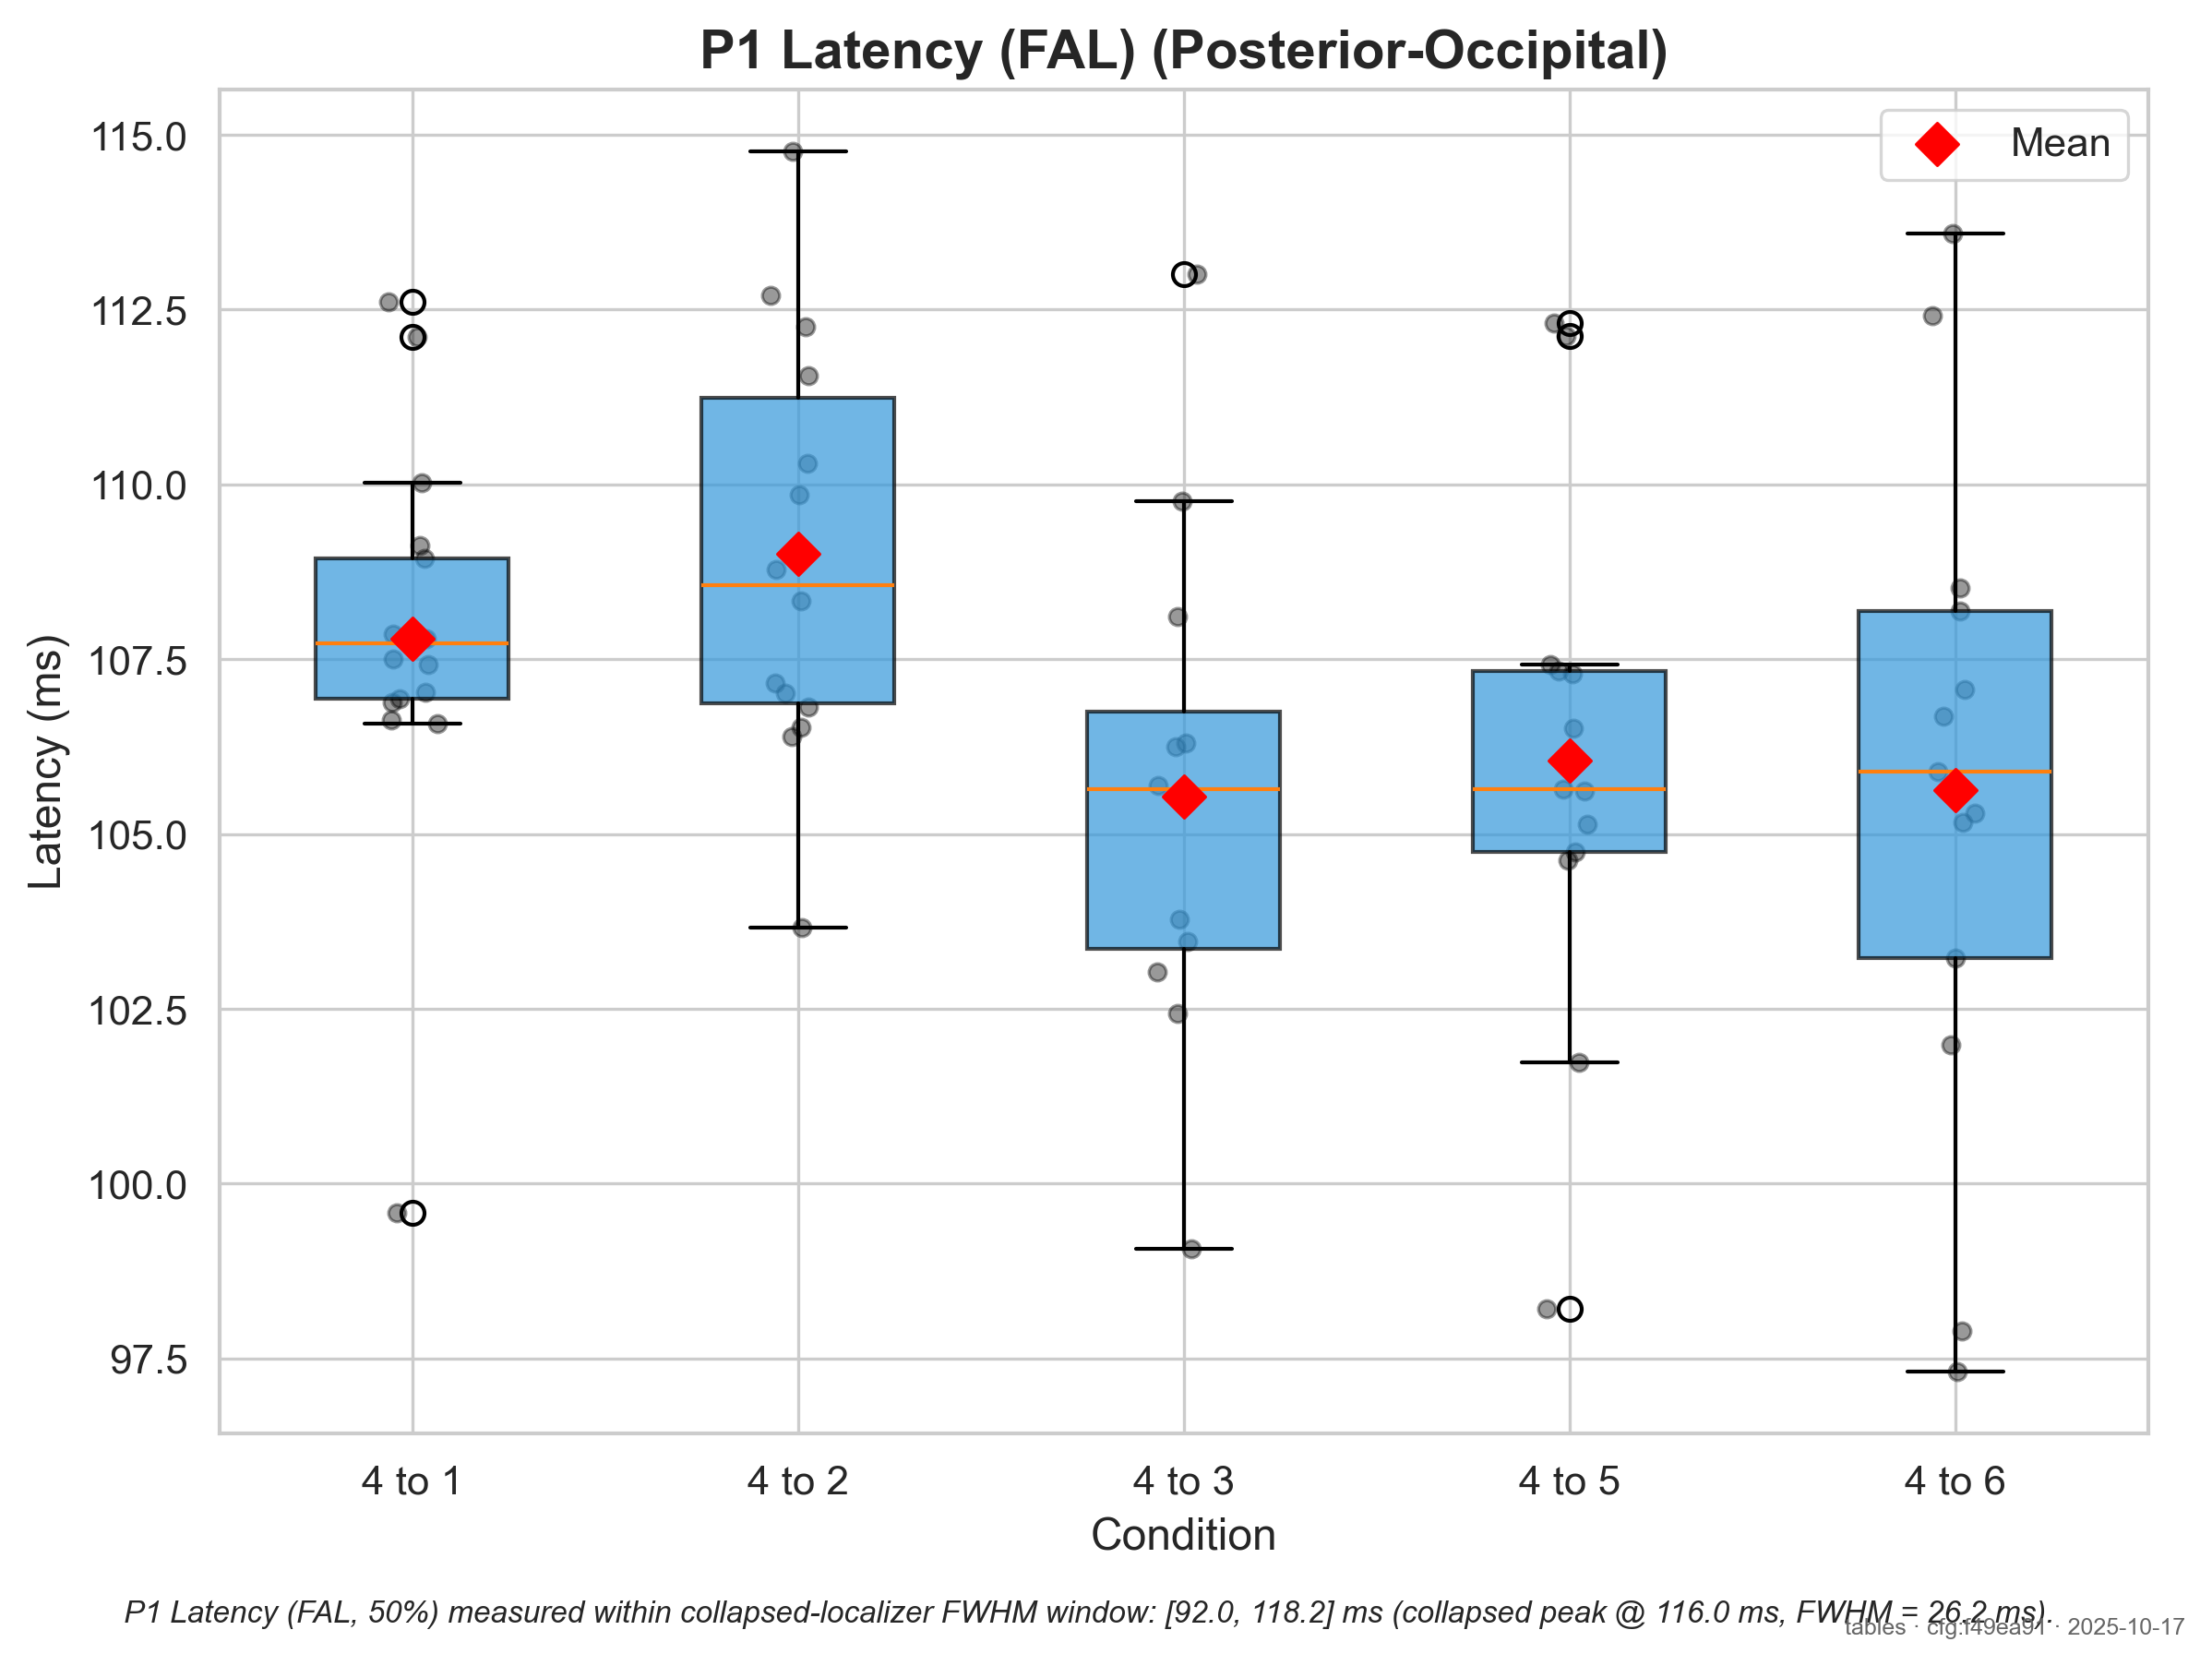 P1 Latency (FAL) (Posterior-Occipital)
Mean
115.0
112.5
110.0
107.5
105.0
102.5
100.0
97.5
Latency (ms)
4 to 1
4 to 2
4 to 3
4 to 5
4 to 6
Condition
P1 Latency (FAL, 50%) measured within collapsed-localizer FWHM window: [92.0, 118.2] ms (collapsed peak @ 116.0 ms, FWHM = 26.2 ms).
tables · cfg:f49ea91 · 2025-10-17